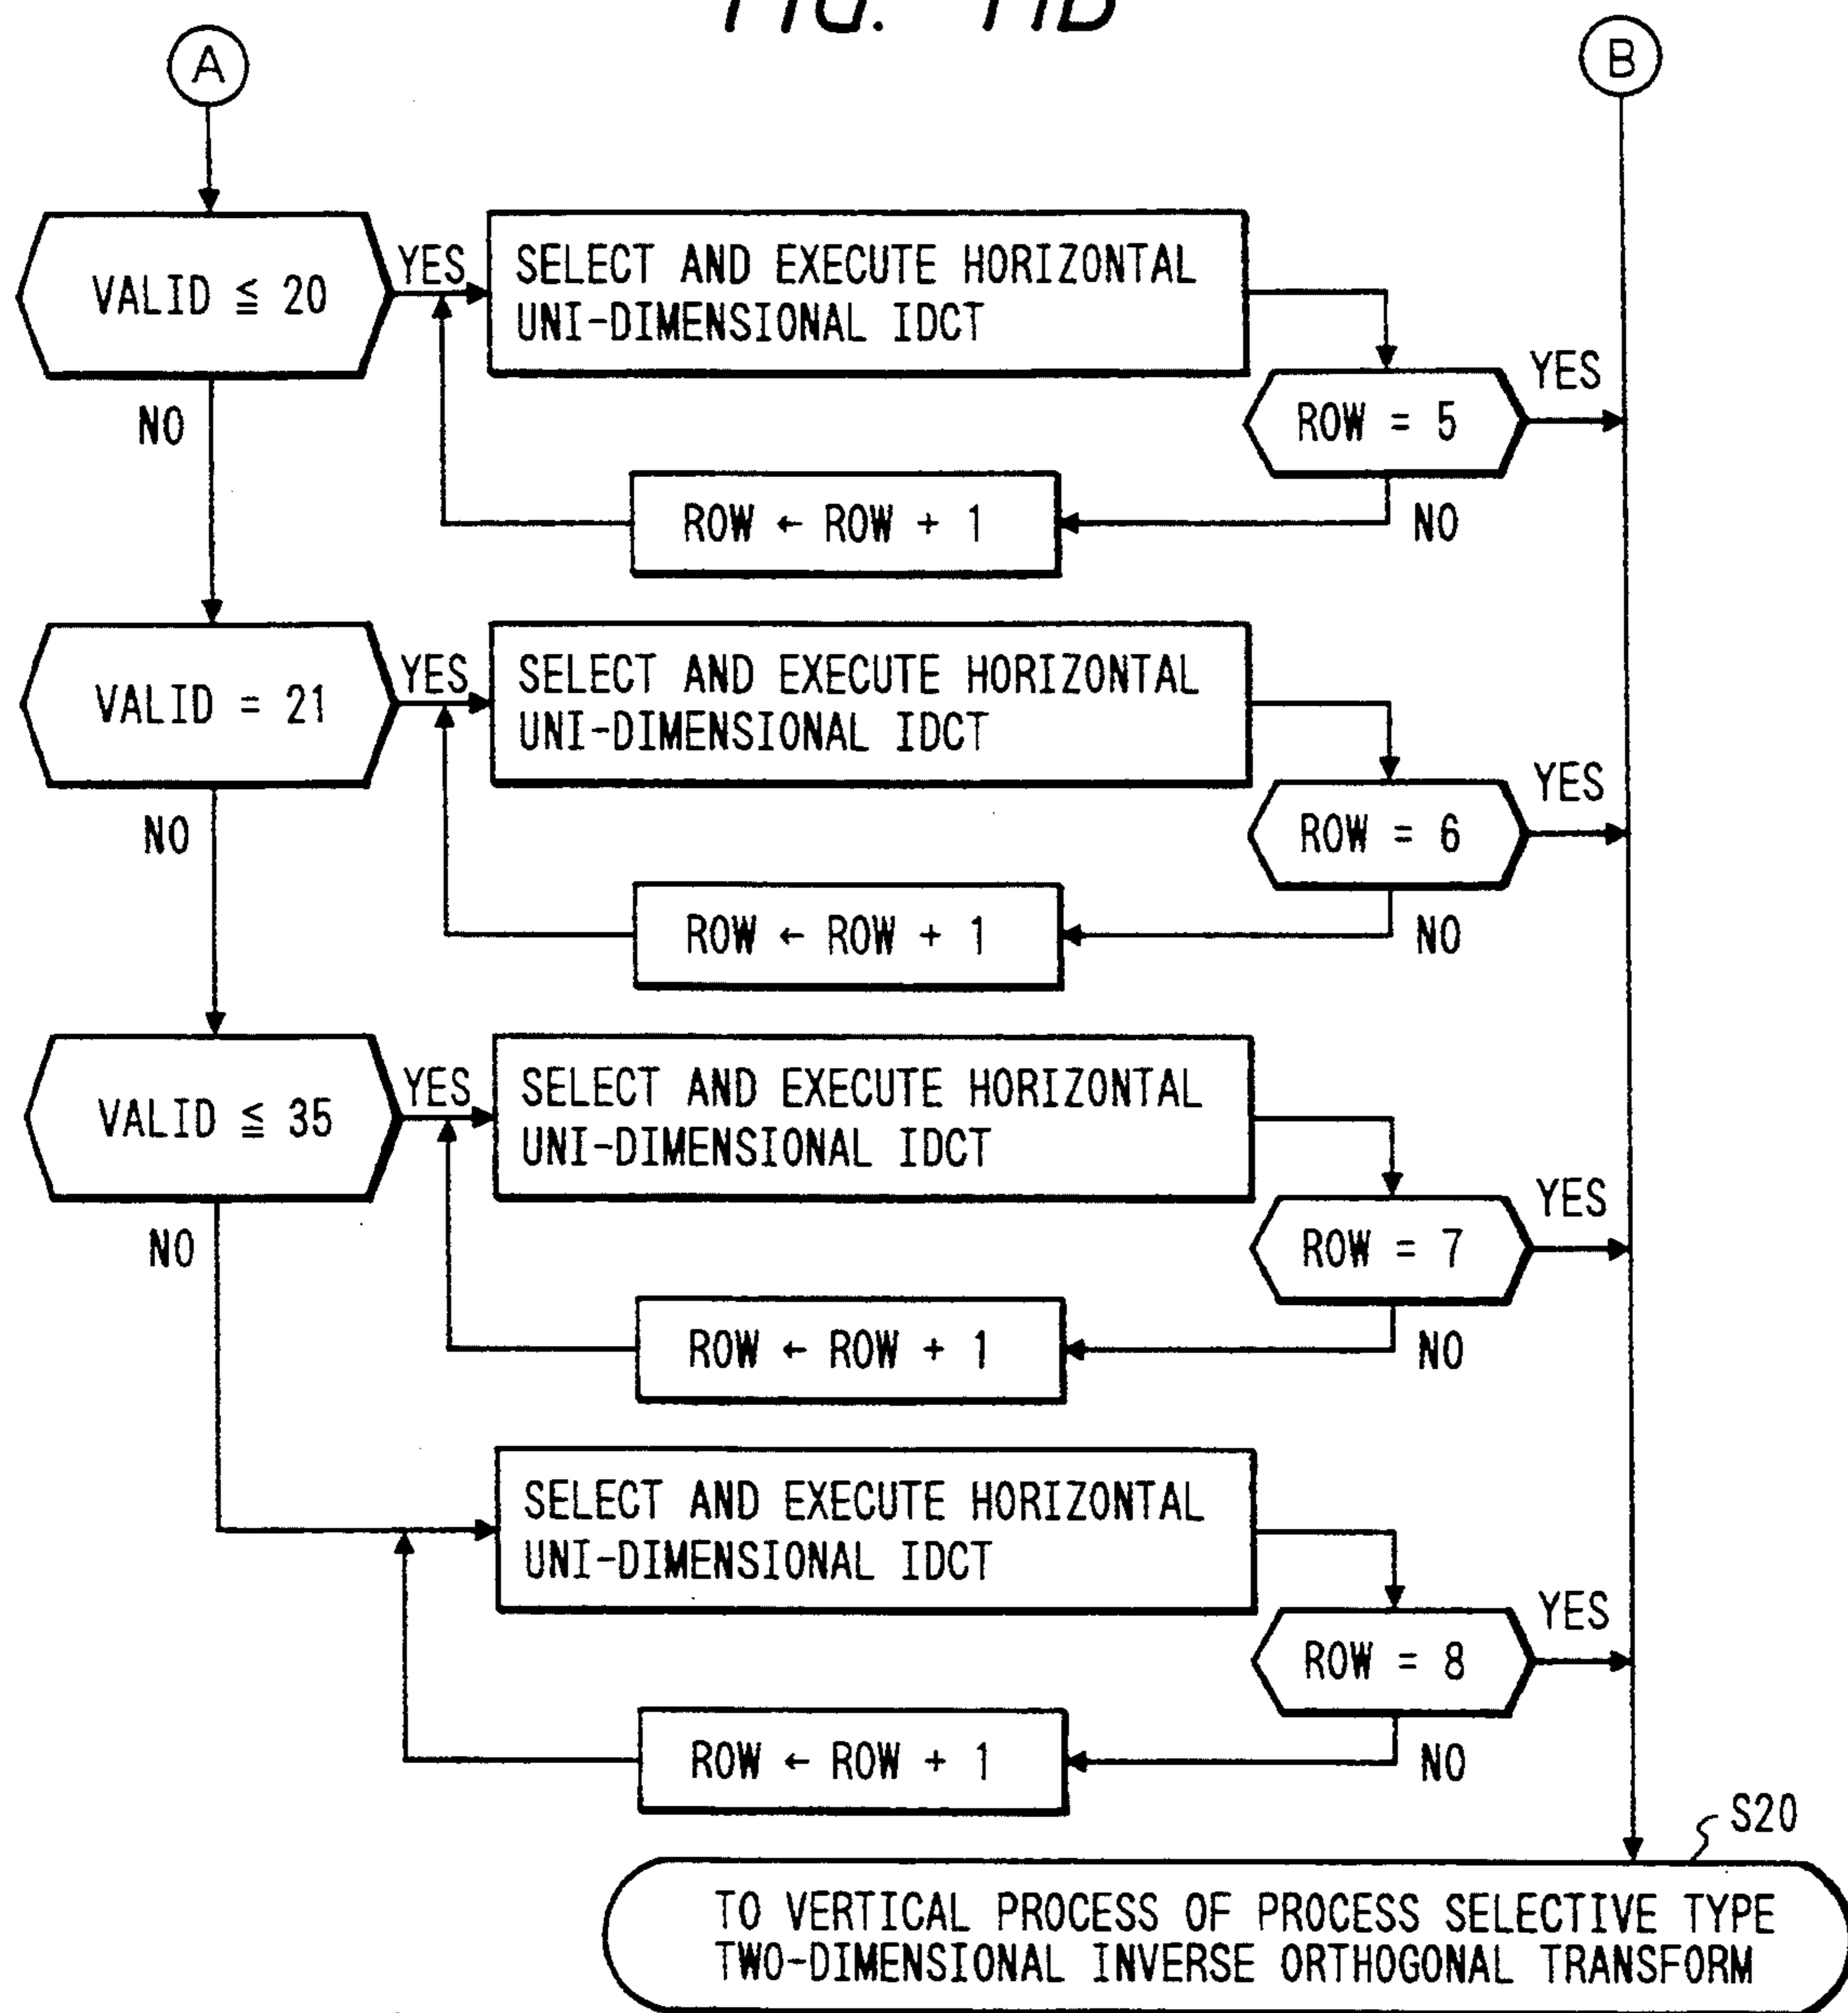 FIG. 11B
A
B
VALID ≦ 20
YES
SELECT AND EXECUTE HORIZONTAL
UNI-DIMENSIONAL IDCT
ROW = 5
YES
NO
ROW ← ROW + 1
NO
VALID = 21
YES
SELECT AND EXECUTE HORIZONTAL
UNI-DIMENSIONAL IDCT
ROW = 6
YES
NO
ROW ← ROW + 1
NO
VALID ≦ 35
YES
SELECT AND EXECUTE HORIZONTAL
UNI-DIMENSIONAL IDCT
ROW = 7
YES
NO
ROW ← ROW + 1
NO
SELECT AND EXECUTE HORIZONTAL
UNI-DIMENSIONAL IDCT
ROW = 8
YES
ROW ← ROW + 1
NO
S20
TO VERTICAL PROCESS OF PROCESS SELECTIVE TYPE
TWO-DIMENSIONAL INVERSE ORTHOGONAL TRANSFORM